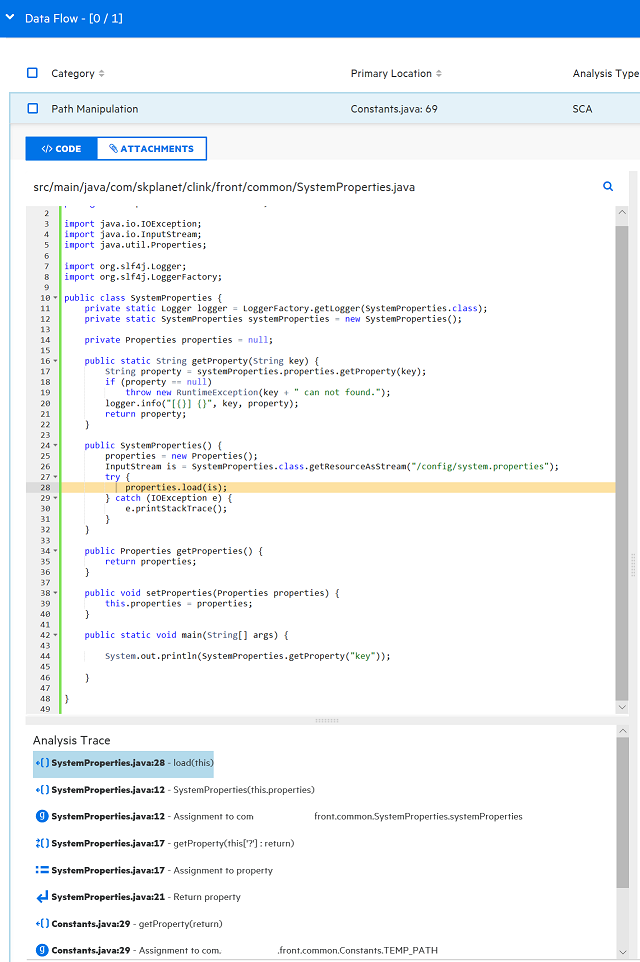 Data Flow - [0 / 1]
Category Primary Location Analysis Type
Path Manipulation Constants.java: 69 SCA
</> CODE ATTACHMENTS
src/main/java/com/skplanet/clink/front/common/SystemProperties.java
2
3 import java.io.IOException;
4 import java.io.InputStream;
5 import java.util.Properties;
6
7 import org.slf4j.Logger;
8 import org.slf4j.LoggerFactory;
9
10 public class SystemProperties {
11 private static Logger logger = LoggerFactory.getLogger(SystemProperties.class);
12 private static SystemProperties systemProperties = new SystemProperties();
13
14 private Properties properties = null;
15
16 public static String getProperty(String key) {
17 String property = systemProperties.properties.getProperty(key);
18 if (property == null)
19 throw new RuntimeException(key + " can not found.");
20 logger.info("[{}] {}", key, property);
21 return property;
22 }
23
24 public SystemProperties() {
25 properties = new Properties();
26 InputStream is = SystemProperties.class.getResourceAsStream("/config/system.properties");
27 try {
28 properties.load(is);
29 } catch (IOException e) {
30 e.printStackTrace();
31 }
32 }
33
34 public Properties getProperties() {
35 return properties;
36 }
37
38 public void setProperties(Properties properties) {
39 this.properties = properties;
40 }
41
42 public static void main(String[] args) {
43
44 System.out.println(SystemProperties.getProperty("key"));
45
46 }
47
48 }
49
Analysis Trace
SystemProperties.java:28 - load(this)
SystemProperties.java:12 - SystemProperties(this.properties)
SystemProperties.java:12 - Assignment to com front.common.SystemProperties.systemProperties
SystemProperties.java:17 - getProperty(this['?'] : return)
SystemProperties.java:17 - Assignment to property
SystemProperties.java:21 - Return property
Constants.java:29 - getProperty(return)
Constants.java:29 - Assignment to com. .front.common.Constants.TEMP_PATH